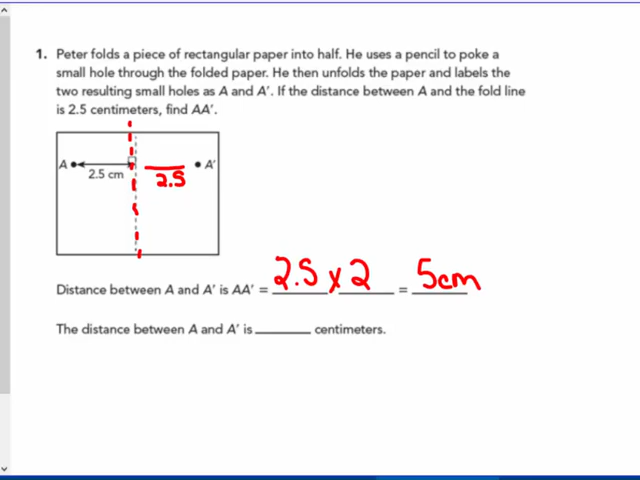 1. Peter folds a piece of rectangular paper into half. He uses a pencil to poke a
small hole through the folded paper. He then unfolds the paper and labels the
two resulting small holes as A and A′. If the distance between A and the fold line
is 2.5 centimeters, find AA′.
A A′
2.5 cm 2.5
Distance between A and A′ is AA′ = 2.5 x 2 = 5cm
The distance between A and A′ is ______ centimeters.